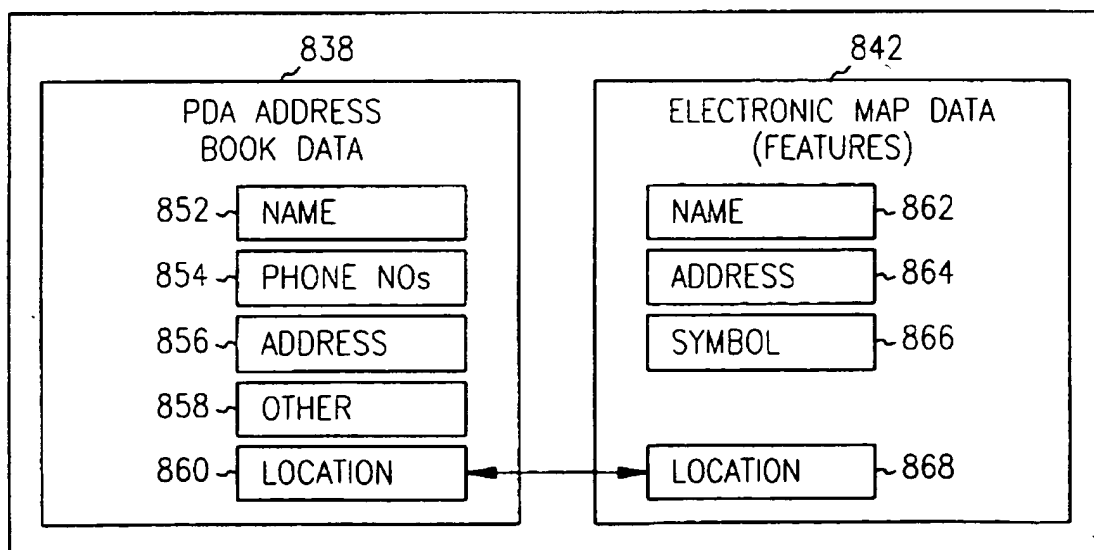 838
PDA ADDRESS
BOOK DATA
852 NAME
854 PHONE NOs
856 ADDRESS
858 OTHER
860 LOCATION
842
ELECTRONIC MAP DATA
(FEATURES)
NAME 862
ADDRESS 864
SYMBOL 866
LOCATION 868